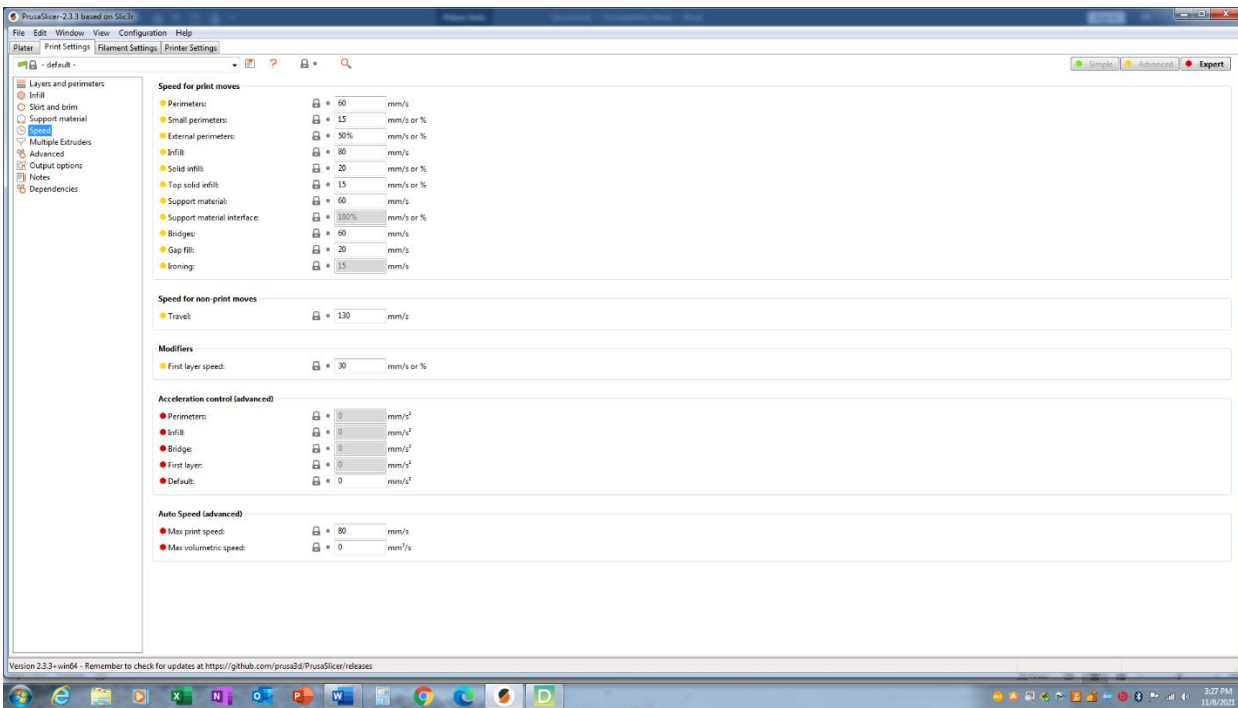 PrusaSlicer-2.3.3 based on Slic3r
File Edit Window View Configuration Help
Plater Print Settings Filament Settings Printer Settings
- default - ? Simple Advanced Expert
Layers and perimeters
Infill
Skirt and brim
Support material
Speed
Multiple Extruders
Advanced
Output options
Notes
Dependencies
Speed for print moves
Perimeters: 60 mm/s
Small perimeters: 15 mm/s or %
External perimeters: 50% mm/s or %
Infill: 80 mm/s
Solid infill: 20 mm/s or %
Top solid infill: 15 mm/s or %
Support material: 60 mm/s
Support material interface: 100% mm/s or %
Bridges: 60 mm/s
Gap fill: 20 mm/s
Ironing: 15 mm/s
Speed for non-print moves
Travel: 130 mm/s
Modifiers
First layer speed: 30 mm/s or %
Acceleration control (advanced)
Perimeters: 0 mm/s²
Infill: 0 mm/s²
Bridge: 0 mm/s²
First layer: 0 mm/s²
Default: 0 mm/s²
Auto Speed (advanced)
Max print speed: 80 mm/s
Max volumetric speed: 0 mm³/s
Version 2.3.3+win64 - Remember to check for updates at https://github.com/prusa3d/PrusaSlicer/releases
3:27 PM
11/8/2021